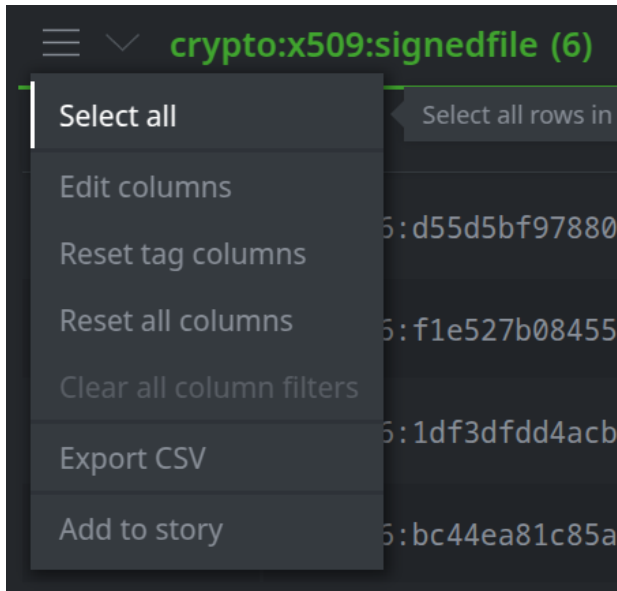 crypto:x509:signedfile (6)
Select all
Select all rows in
Edit columns
6:d55d5bf97880
Reset tag columns
Reset all columns
6:f1e527b08455
Clear all column filters
6:1df3dfdd4acb
Export CSV
Add to story
6:bc44ea81c85a